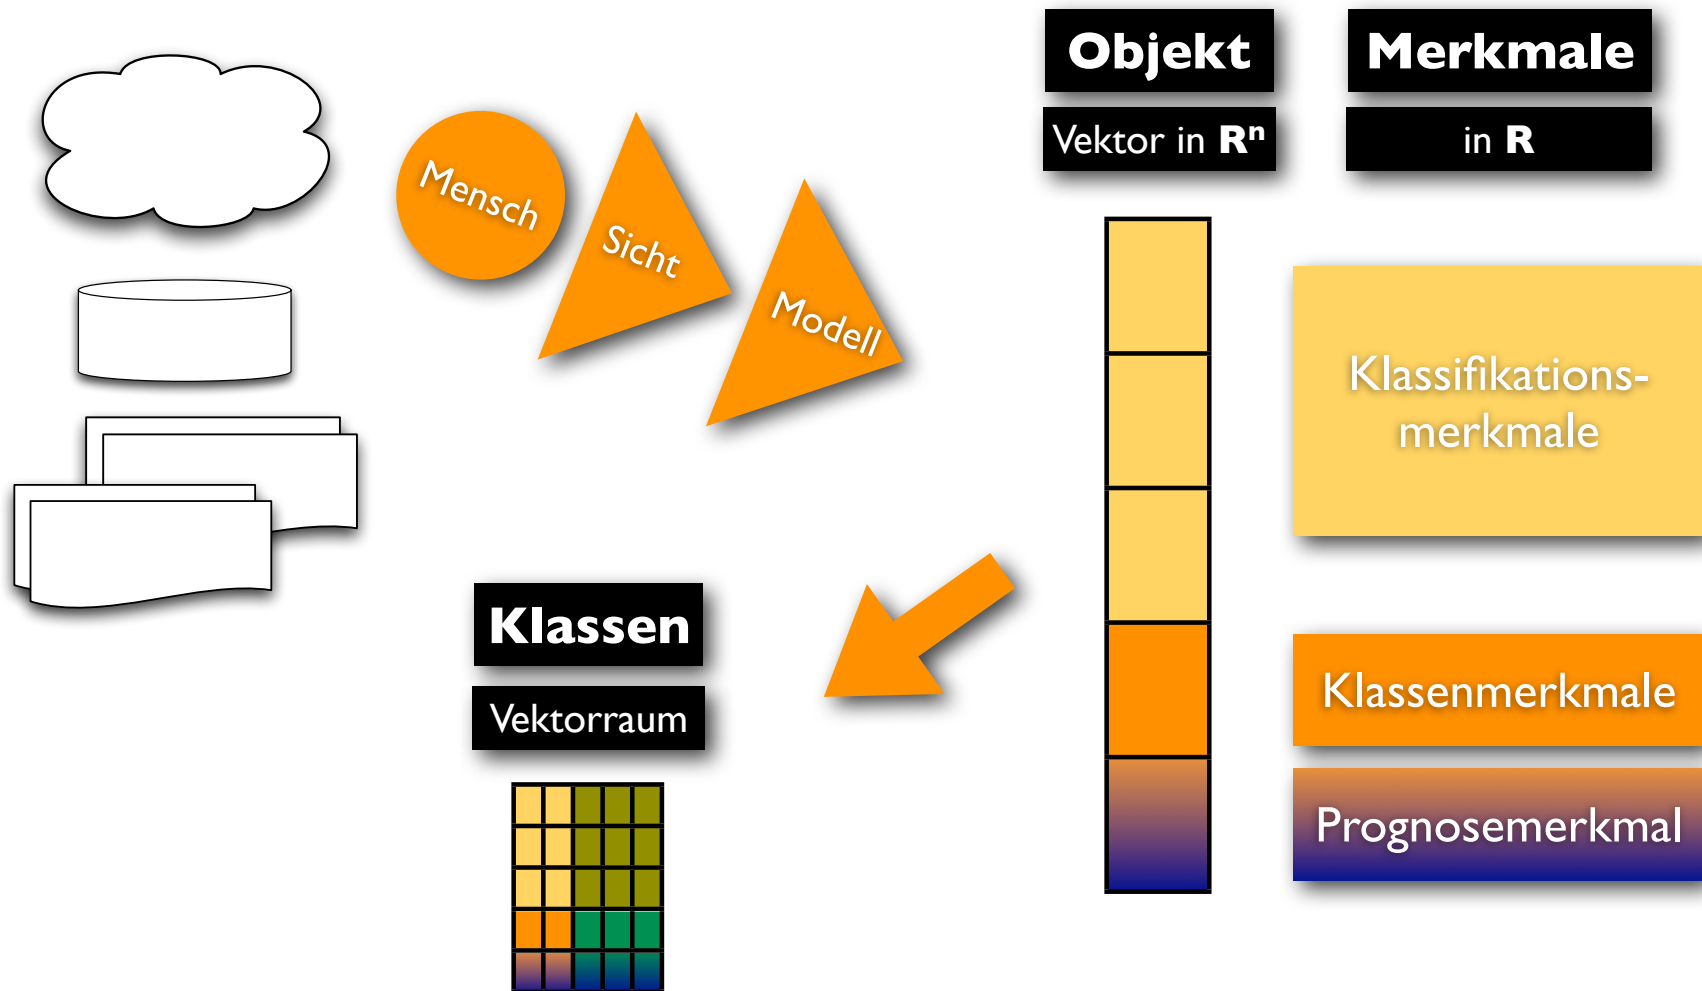 Objekt
Merkmale
Vektor in Rⁿ
in R
Mensch
Sicht
Modell
Klassifikations-
merkmale
Klassen
Vektorraum
Klassenmerkmale
Prognosemerkmal